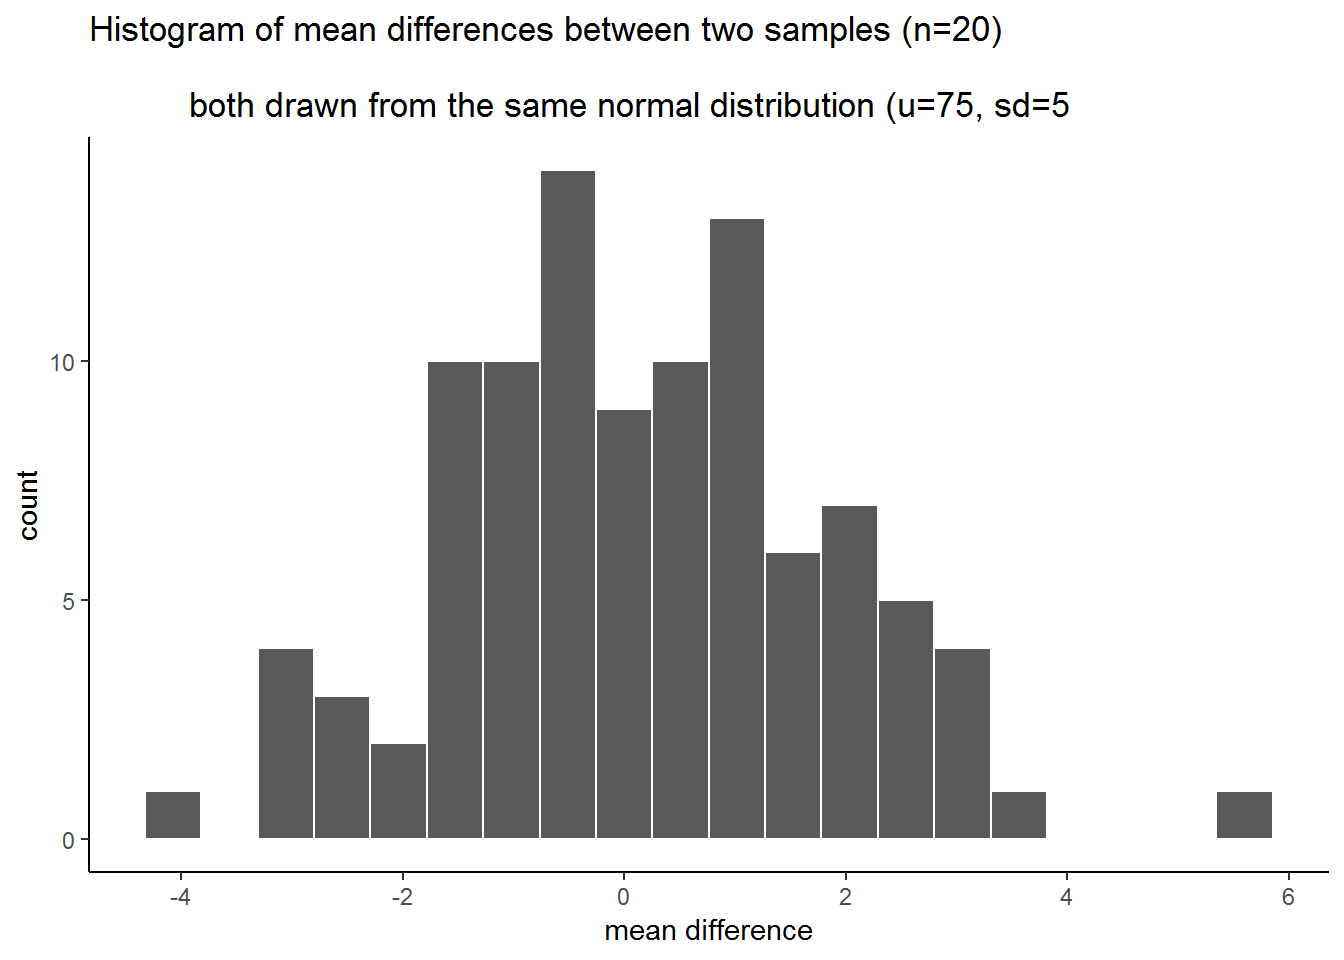 Histogram of mean differences between two samples (n=20)
both drawn from the same normal distribution (u=75, sd=5
10
5
0
count
-4
-2
0
2
4
6
mean difference